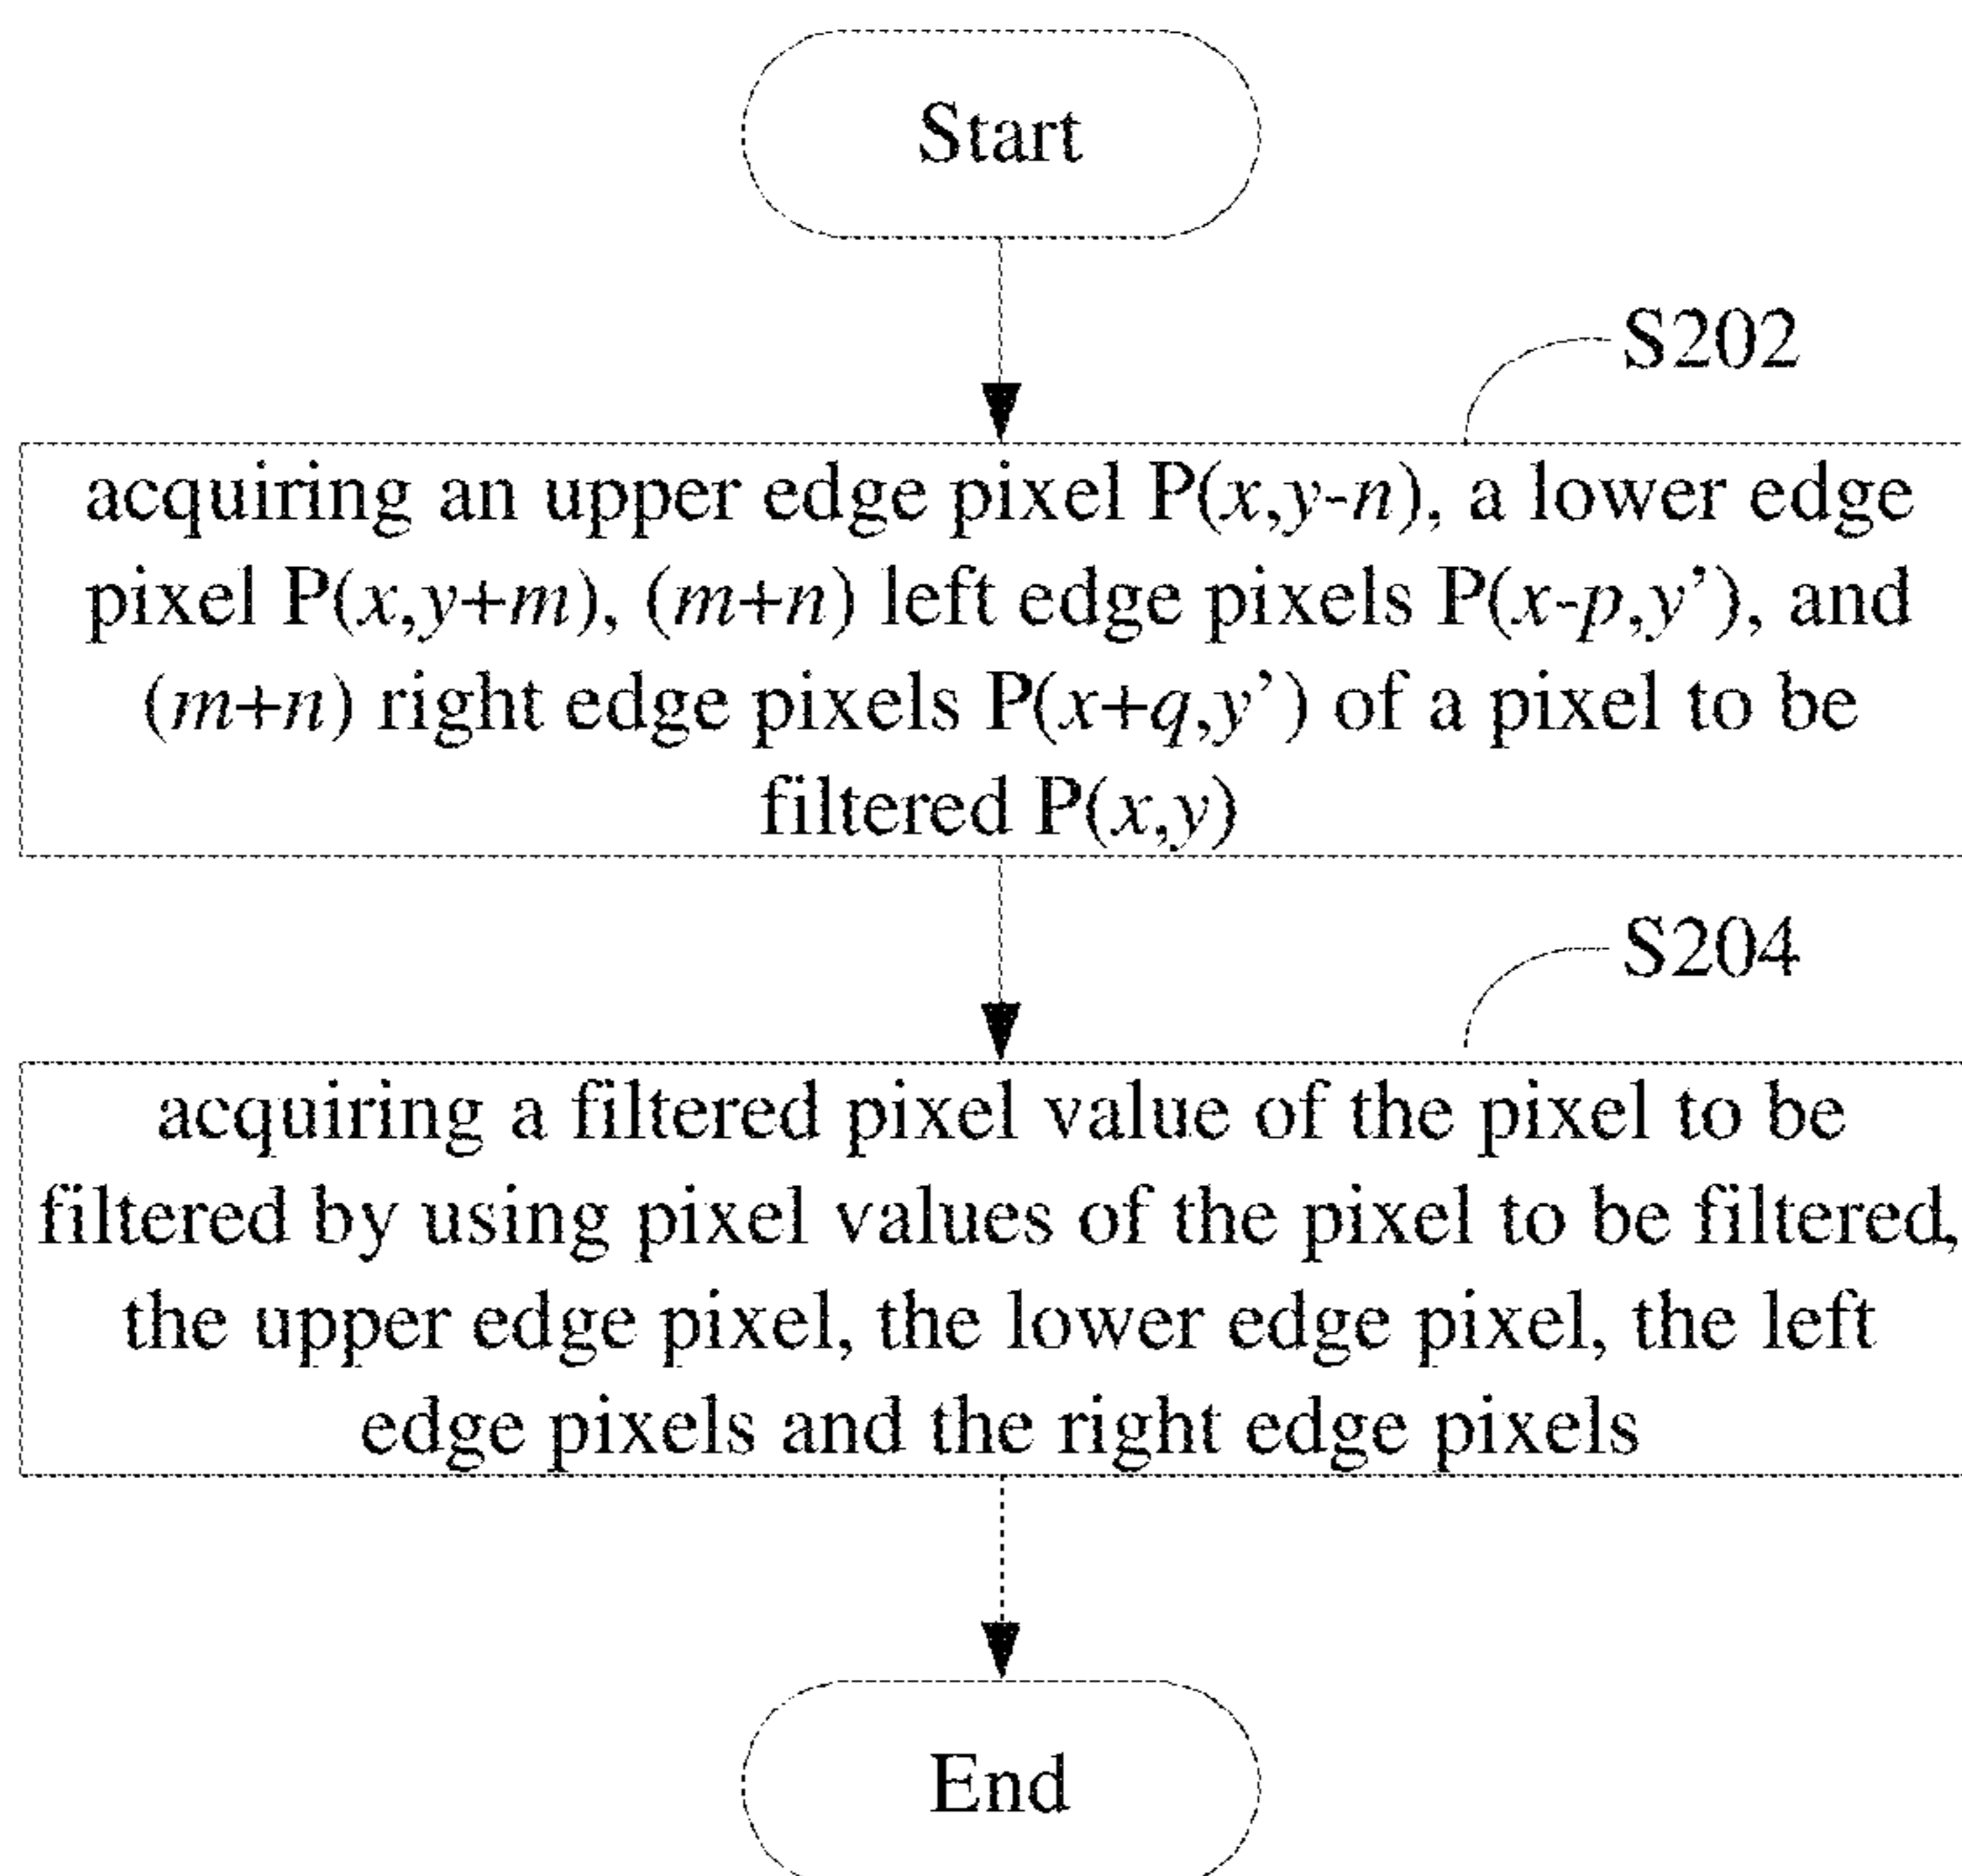 Start
S202
acquiring an upper edge pixel P(x,y-n), a lower edge
pixel P(x,y+m), (m+n) left edge pixels P(x-p,y’), and
(m+n) right edge pixels P(x+q,y’) of a pixel to be
filtered P(x,y)
S204
acquiring a filtered pixel value of the pixel to be
filtered by using pixel values of the pixel to be filtered,
the upper edge pixel, the lower edge pixel, the left
edge pixels and the right edge pixels
End